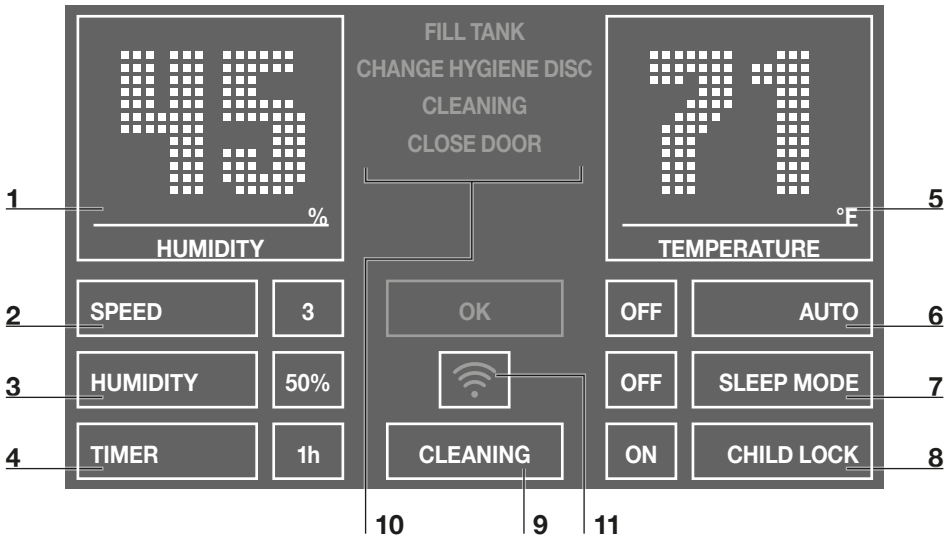 45
%
HUMIDITY
FILL TANK
CHANGE HYGIENE DISC
CLEANING
CLOSE DOOR
71
°F
TEMPERATURE
1
5
2
SPEED
3
OK
OFF
AUTO
6
3
HUMIDITY
50%
OFF
SLEEP MODE
7
4
TIMER
1h
CLEANING
ON
CHILD LOCK
8
10
9
11